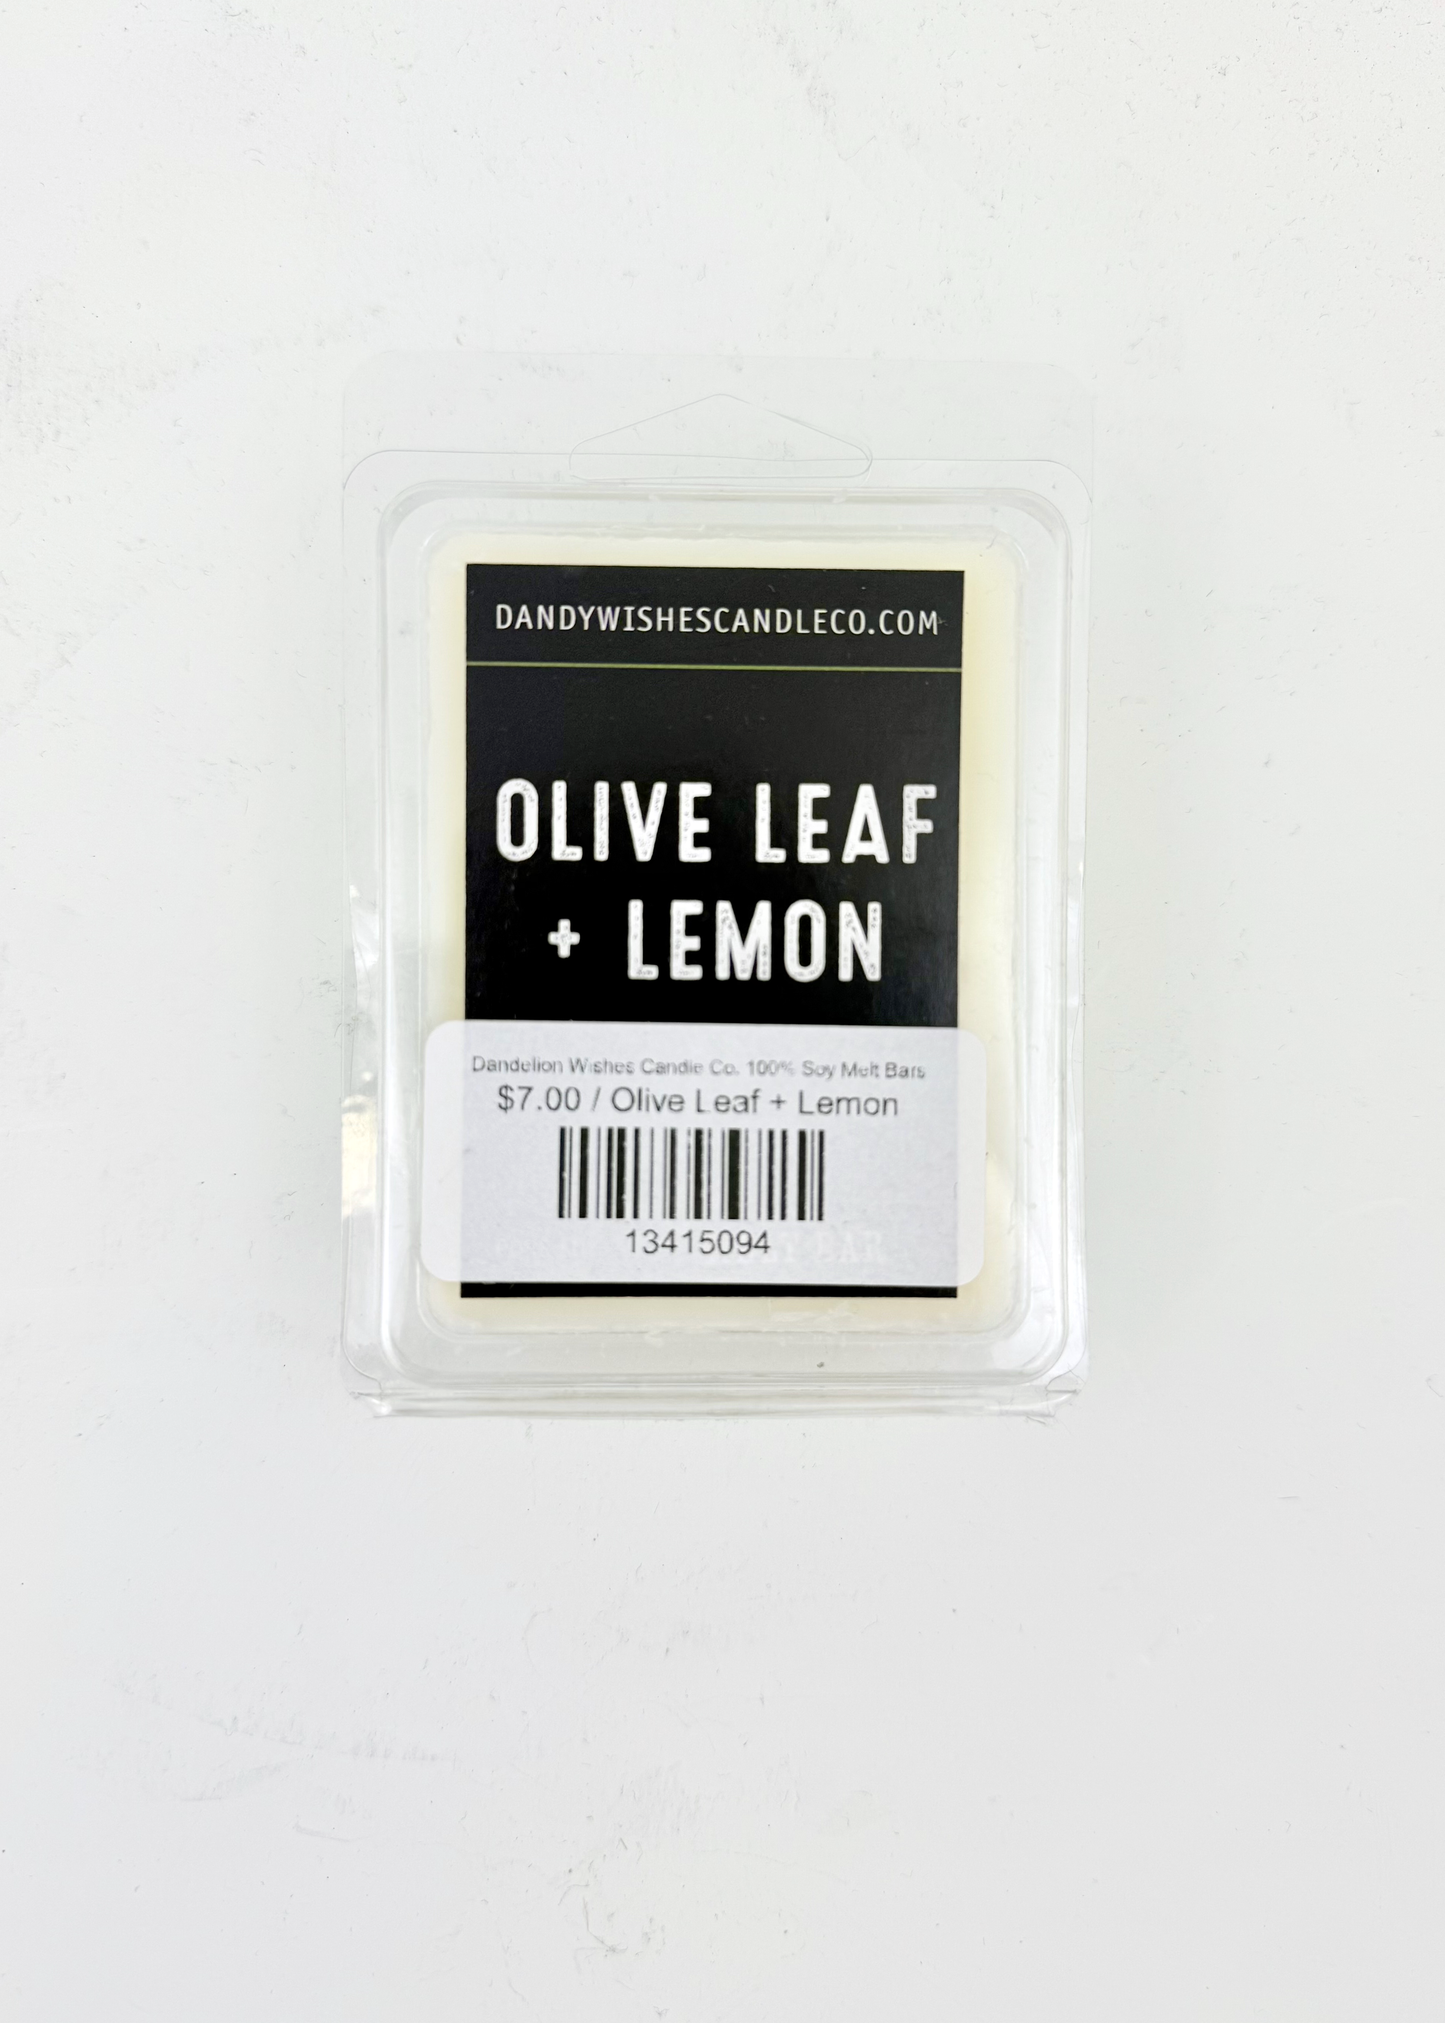 DANDYWISHESCANDLECO.COM
OLIVE LEAF
+ LEMON
Dandelion Wishes Candle Co. 100% Soy Melt Bars
$7.00 / Olive Leaf + Lemon
13415094